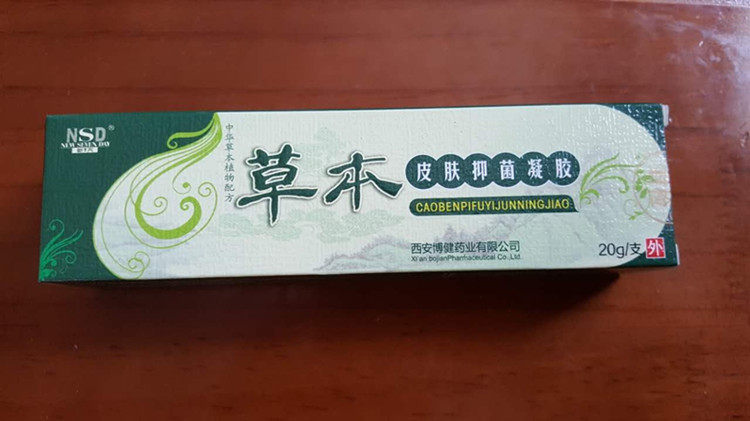 NSD®
NEW SEVEN DAY
中华草本植物配方
草本
皮肤抑菌凝胶
CAOBENPIFUYIJUNNINGJIAO
西安博健药业有限公司
Xi'an bojianPharmaceutical Co.,Ltd.
20g/支 外